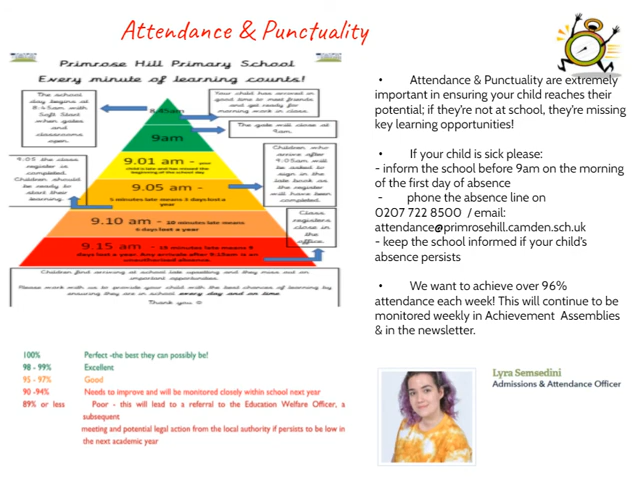 Attendance & Punctuality
Primrose Hill Primary School
Every minute of learning counts!
The school
day begins at
8:45am with
Soft Start
when gates
and
classrooms
open.
8:45am
Your child has arrived in
good time to meet friends
and get ready for
morning work in class.
The gate will close at
9am.
9am
9:05 the class
register is
completed.
Children should
be ready to
start their
learning.
9.01 am -
beginning of the school day
9.05 am -
5 minutes late means 3 days lost a
year
Children who
arrive after
9:05am will
be asked to
sign in the
late book as
the register
will have been
completed.
9.10 am - 10 minutes late means
6 days lost a year
Class
registers
close in
the
office.
9.15 am - 15 minutes late means 9
days lost a year. Any arrivals after 9.15am is an
unauthorised absence.
Children find arriving at school late upsetting and they miss out on
important opportunities.
Please work with us to provide your child with the best chances of learning by
ensuring they are in school every day and on time.
Thank you ☺
100% Perfect -the best they can possibly be!
98 - 99% Excellent
95 - 97% Good
90 -94% Needs to improve and will be monitored closely within school next year
89% or less Poor - this will lead to a referral to the Education Welfare Officer, a
subsequent
meeting and potential legal action from the local authority if persists to be low in
the next academic year
• Attendance & Punctuality are extremely
important in ensuring your child reaches their
potential; if they're not at school, they're missing
key learning opportunities!
• If your child is sick please:
- inform the school before 9am on the morning
of the first day of absence
- phone the absence line on
0207 722 8500 / email:
attendance@primrosehill.camden.sch.uk
- keep the school informed if your child's
absence persists
• We want to achieve over 96%
attendance each week! This will continue to be
monitored weekly in Achievement Assemblies
& in the newsletter.
Lyra Semsedini
Admissions & Attendance Officer